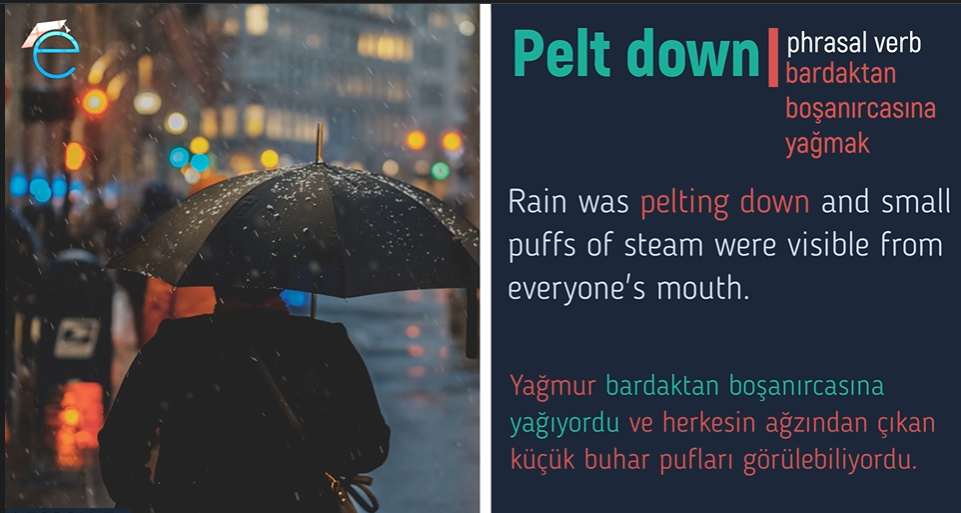 e
Pelt down
phrasal verb
bardaktan
boşanırcasına
yağmak
Rain was pelting down and small
puffs of steam were visible from
everyone's mouth.
Yağmur bardaktan boşanırcasına
yağıyordu ve herkesin ağzından çıkan
küçük buhar pufları görülebiliyordu.